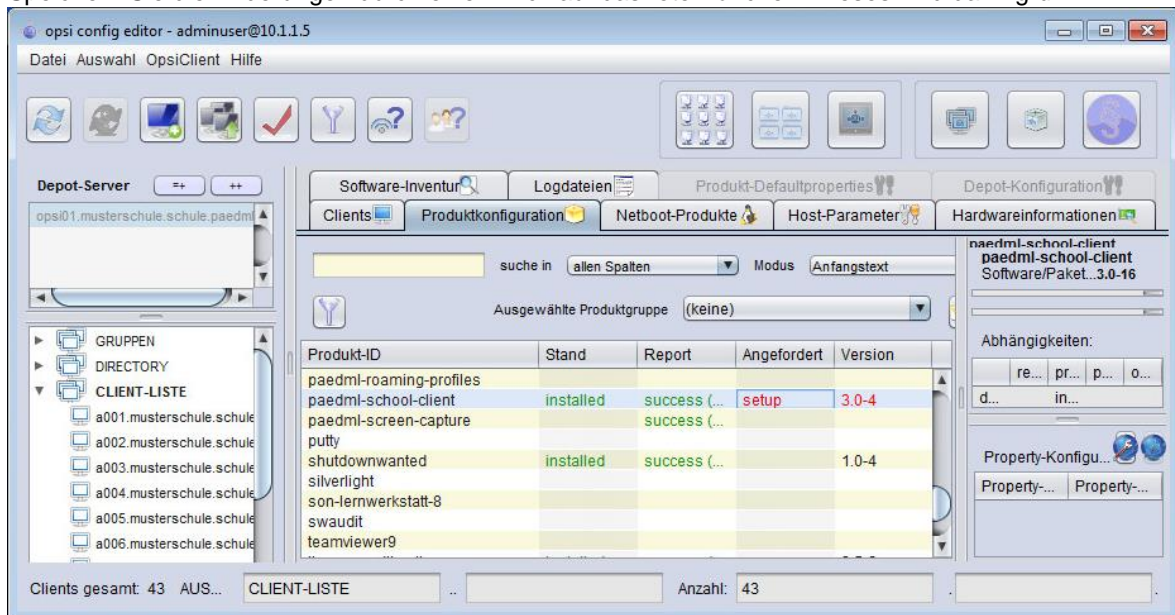 opsi config editor - adminuser@10.1.1.5
Datei Auswahl OpsiClient Hilfe
Depot-Server =+ ++
opsi01.musterschule.schule.paedml
GRUPPEN
DIRECTORY
CLIENT-LISTE
a001.musterschule.schule
a002.musterschule.schule
a003.musterschule.schule
a004.musterschule.schule
a005.musterschule.schule
a006.musterschule.schule
Software-Inventur Logdateien Produkt-Defaultproperties Depot-Konfiguration
Clients Produktkonfiguration Netboot-Produkte Host-Parameter Hardwareinformationen
suche in allen Spalten Modus Anfangstext
Ausgewählte Produktgruppe (keine)
Produkt-ID Stand Report Angefordert Version
paedml-roaming-profiles
paedml-school-client installed success (... setup 3.0-4
paedml-screen-capture success (...
putty
shutdownwanted installed success (... 1.0-4
silverlight
son-lernwerkstatt-8
swaudit
teamviewer9
paedml-school-client
paedml-school-client
Software/Paket...3.0-16
Abhängigkeiten:
re... pr... p... o...
d... in...
Property-Konfigu...
Property-... Property-...
Clients gesamt: 43 AUS... CLIENT-LISTE .. Anzahl: 43 . .